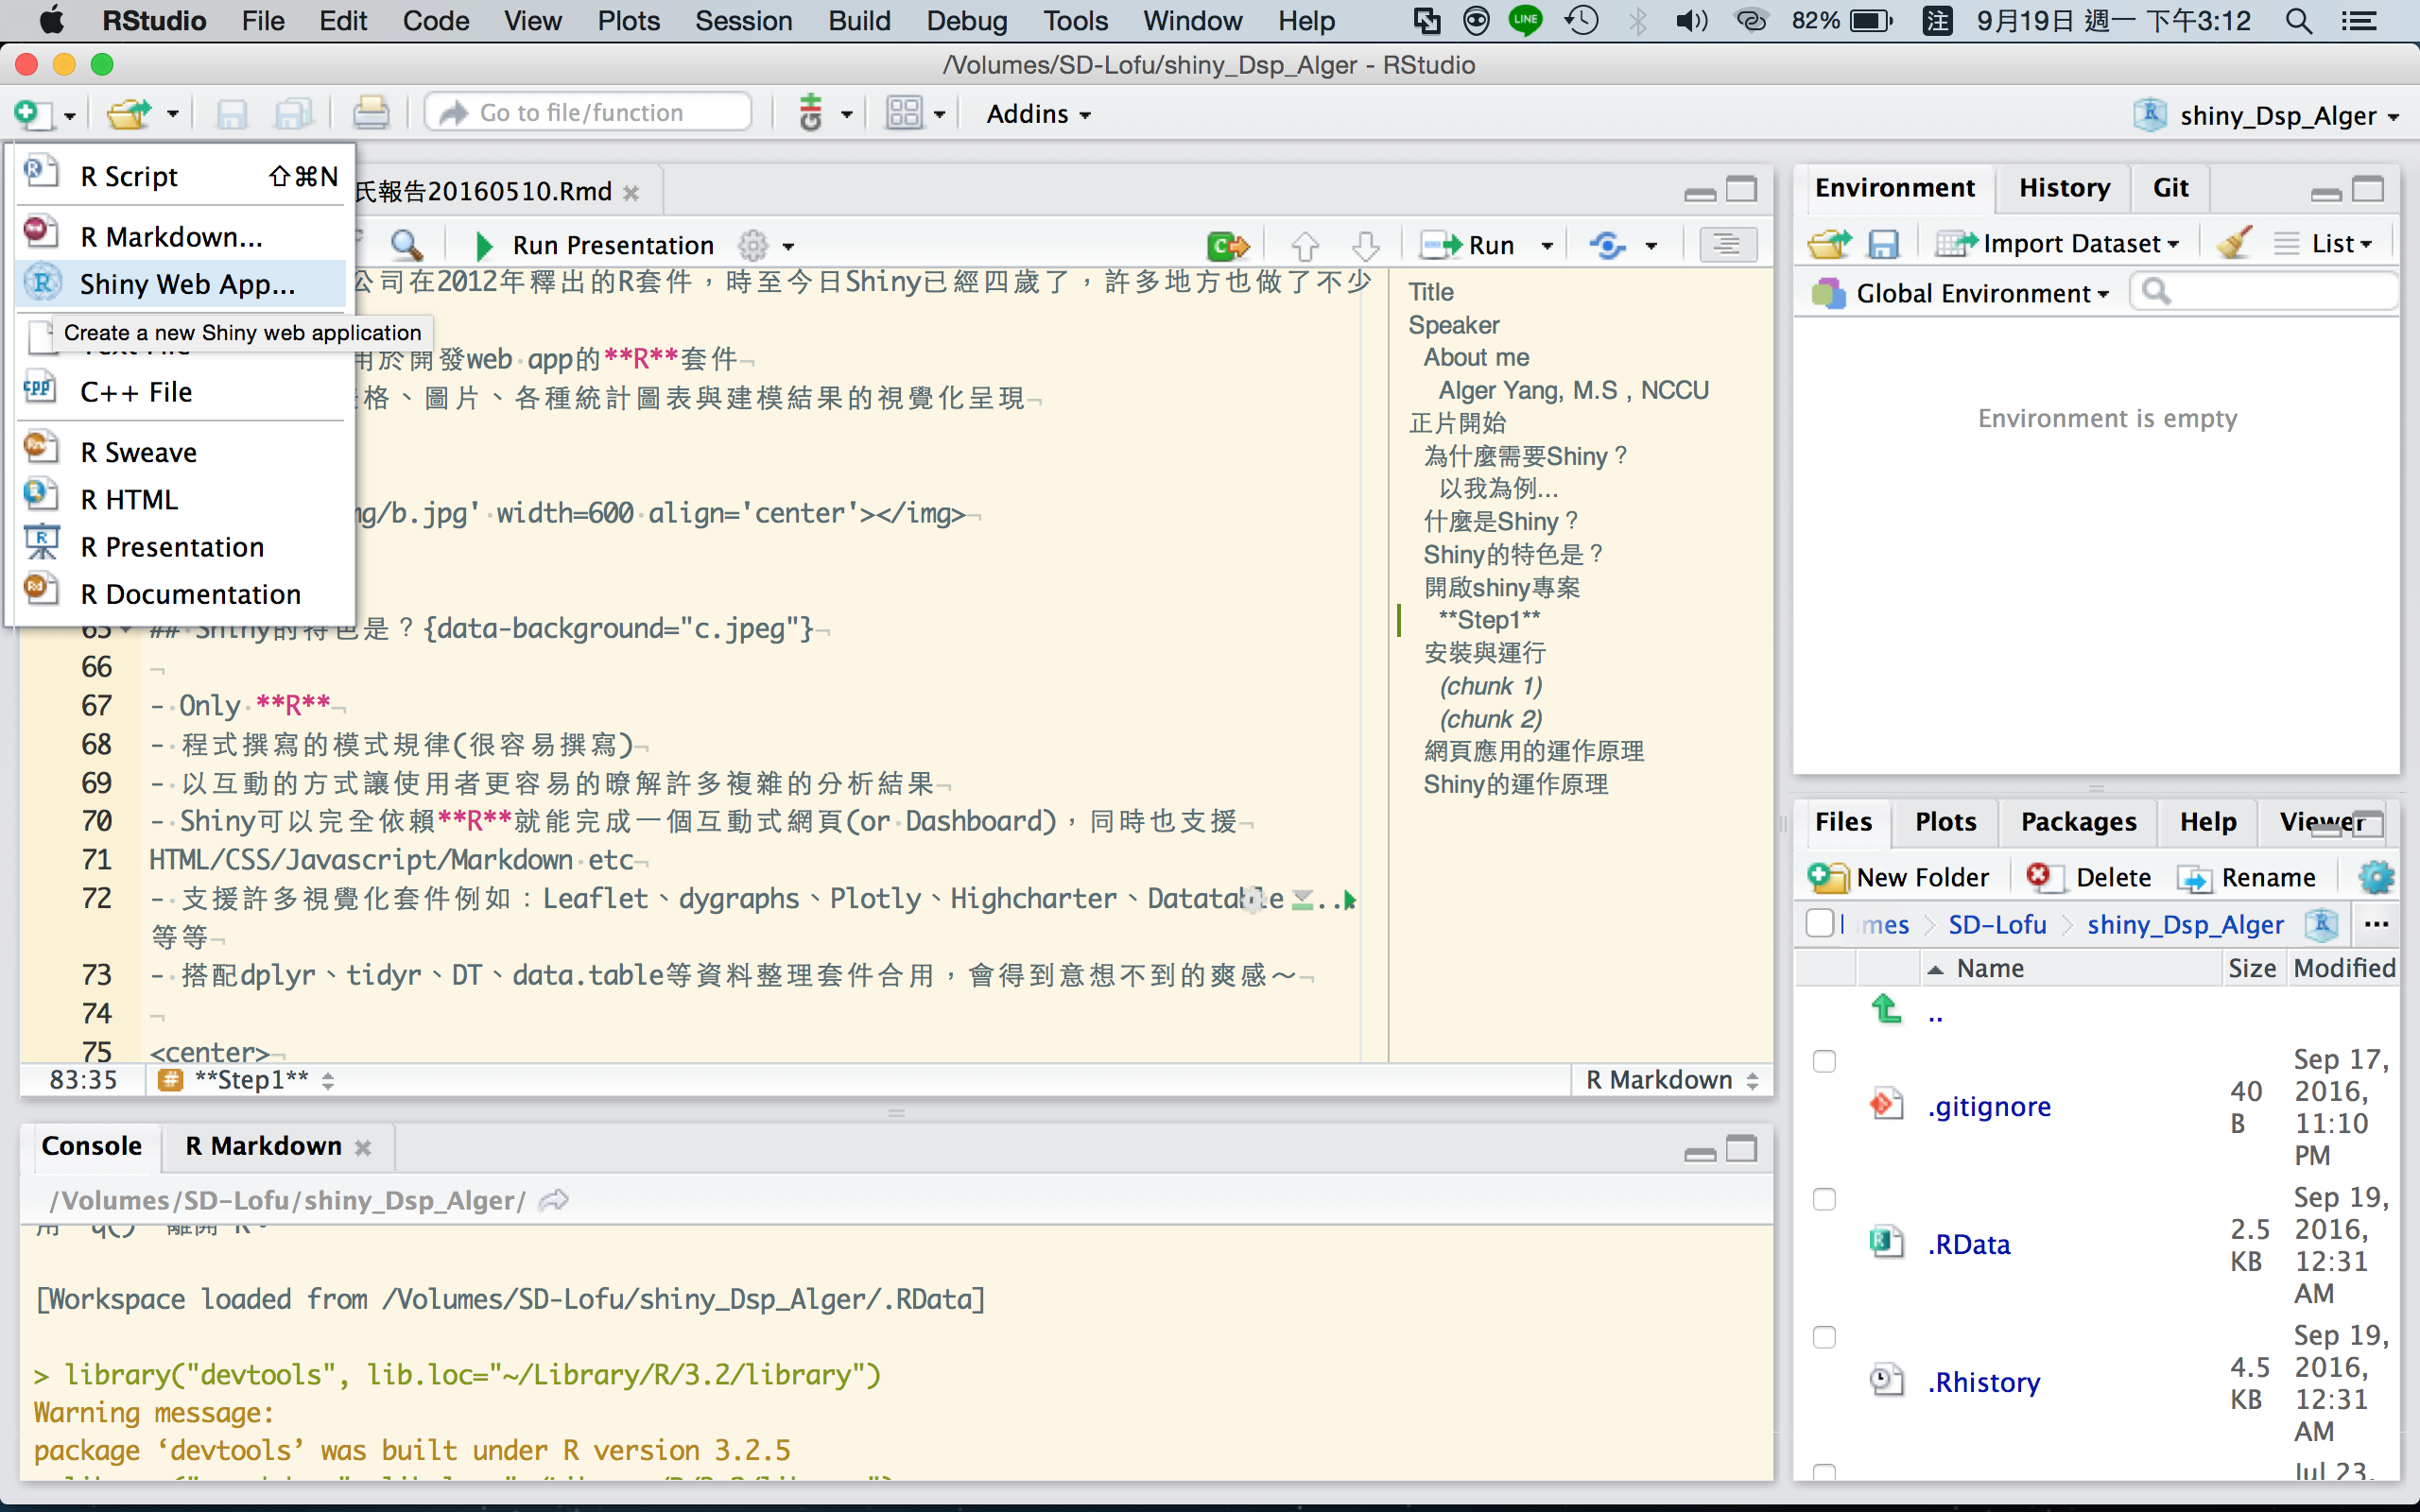 RStudio File Edit Code View Plots Session Build Debug Tools Window Help LINE 82% 注 9月19日 週一 下午3:12
/Volumes/SD-Lofu/shiny_Dsp_Alger - RStudio
Go to file/function Addins shiny_Dsp_Alger
R Script ⇧⌘N
R Markdown...
Shiny Web App...
Create a new Shiny web application
Text File
C++ File
R Sweave
R HTML
R Presentation
R Documentation
氏報告20160510.Rmd
Run Presentation Run
公司在2012年釋出的R套件，時至今日Shiny已經四歲了，許多地方也做了不少
用於開發web app的**R**套件
格、圖片、各種統計圖表與建模結果的視覺化呈現
g/b.jpg' width=600 align='center'></img>
65 ## Shiny的特色是？{data-background="c.jpeg"}
66
67 - Only **R**
68 - 程式撰寫的模式規律(很容易撰寫)
69 - 以互動的方式讓使用者更容易的瞭解許多複雜的分析結果
70 - Shiny可以完全依賴**R**就能完成一個互動式網頁(or Dashboard)，同時也支援
71 HTML/CSS/Javascript/Markdown etc
72 - 支援許多視覺化套件例如：Leaflet、dygraphs、Plotly、Highcharter、Datatable...
等等
73 - 搭配dplyr、tidyr、DT、data.table等資料整理套件合用，會得到意想不到的爽感～
74
75 <center>
83:35 **Step1** R Markdown
Title
Speaker
About me
Alger Yang, M.S , NCCU
正片開始
為什麼需要Shiny？
以我為例...
什麼是Shiny？
Shiny的特色是？
開啟shiny專案
**Step1**
安裝與運行
(chunk 1)
(chunk 2)
網頁應用的運作原理
Shiny的運作原理
Console R Markdown
/Volumes/SD-Lofu/shiny_Dsp_Alger/
用 'q()' 離開 R。
[Workspace loaded from /Volumes/SD-Lofu/shiny_Dsp_Alger/.RData]
> library("devtools", lib.loc="~/Library/R/3.2/library")
Warning message:
package ‘devtools’ was built under R version 3.2.5
Environment History Git
Import Dataset List
Global Environment
Environment is empty
Files Plots Packages Help Viewer
New Folder Delete Rename
mes SD-Lofu shiny_Dsp_Alger ...
Name Size Modified
..
.gitignore 40 B Sep 17, 2016, 11:10 PM
.RData 2.5 KB Sep 19, 2016, 12:31 AM
.Rhistory 4.5 KB Sep 19, 2016, 12:31 AM
Jul 23,